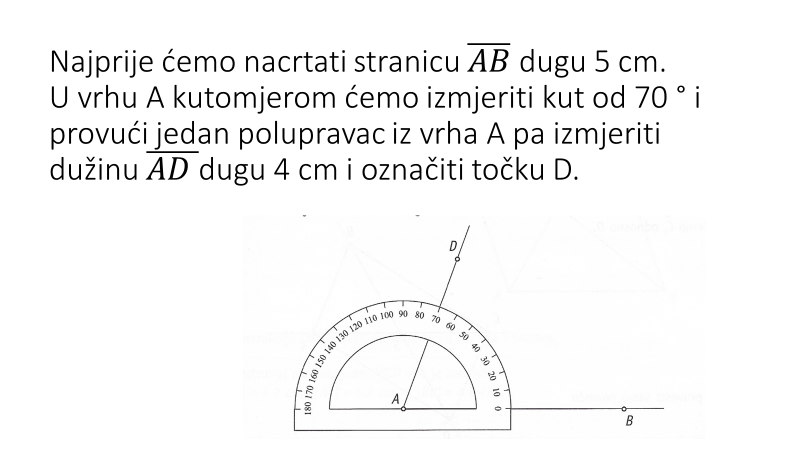 Najprije ćemo nacrtati stranicu AB dugu 5 cm.
U vrhu A kutomjerom ćemo izmjeriti kut od 70 ° i
provući jedan polupravac iz vrha A pa izmjeriti
dužinu AD dugu 4 cm i označiti točku D.
D
180 170 160 150 140 130 120 110 100 90 80 70 60 50 40 30 20 10 0
A
B